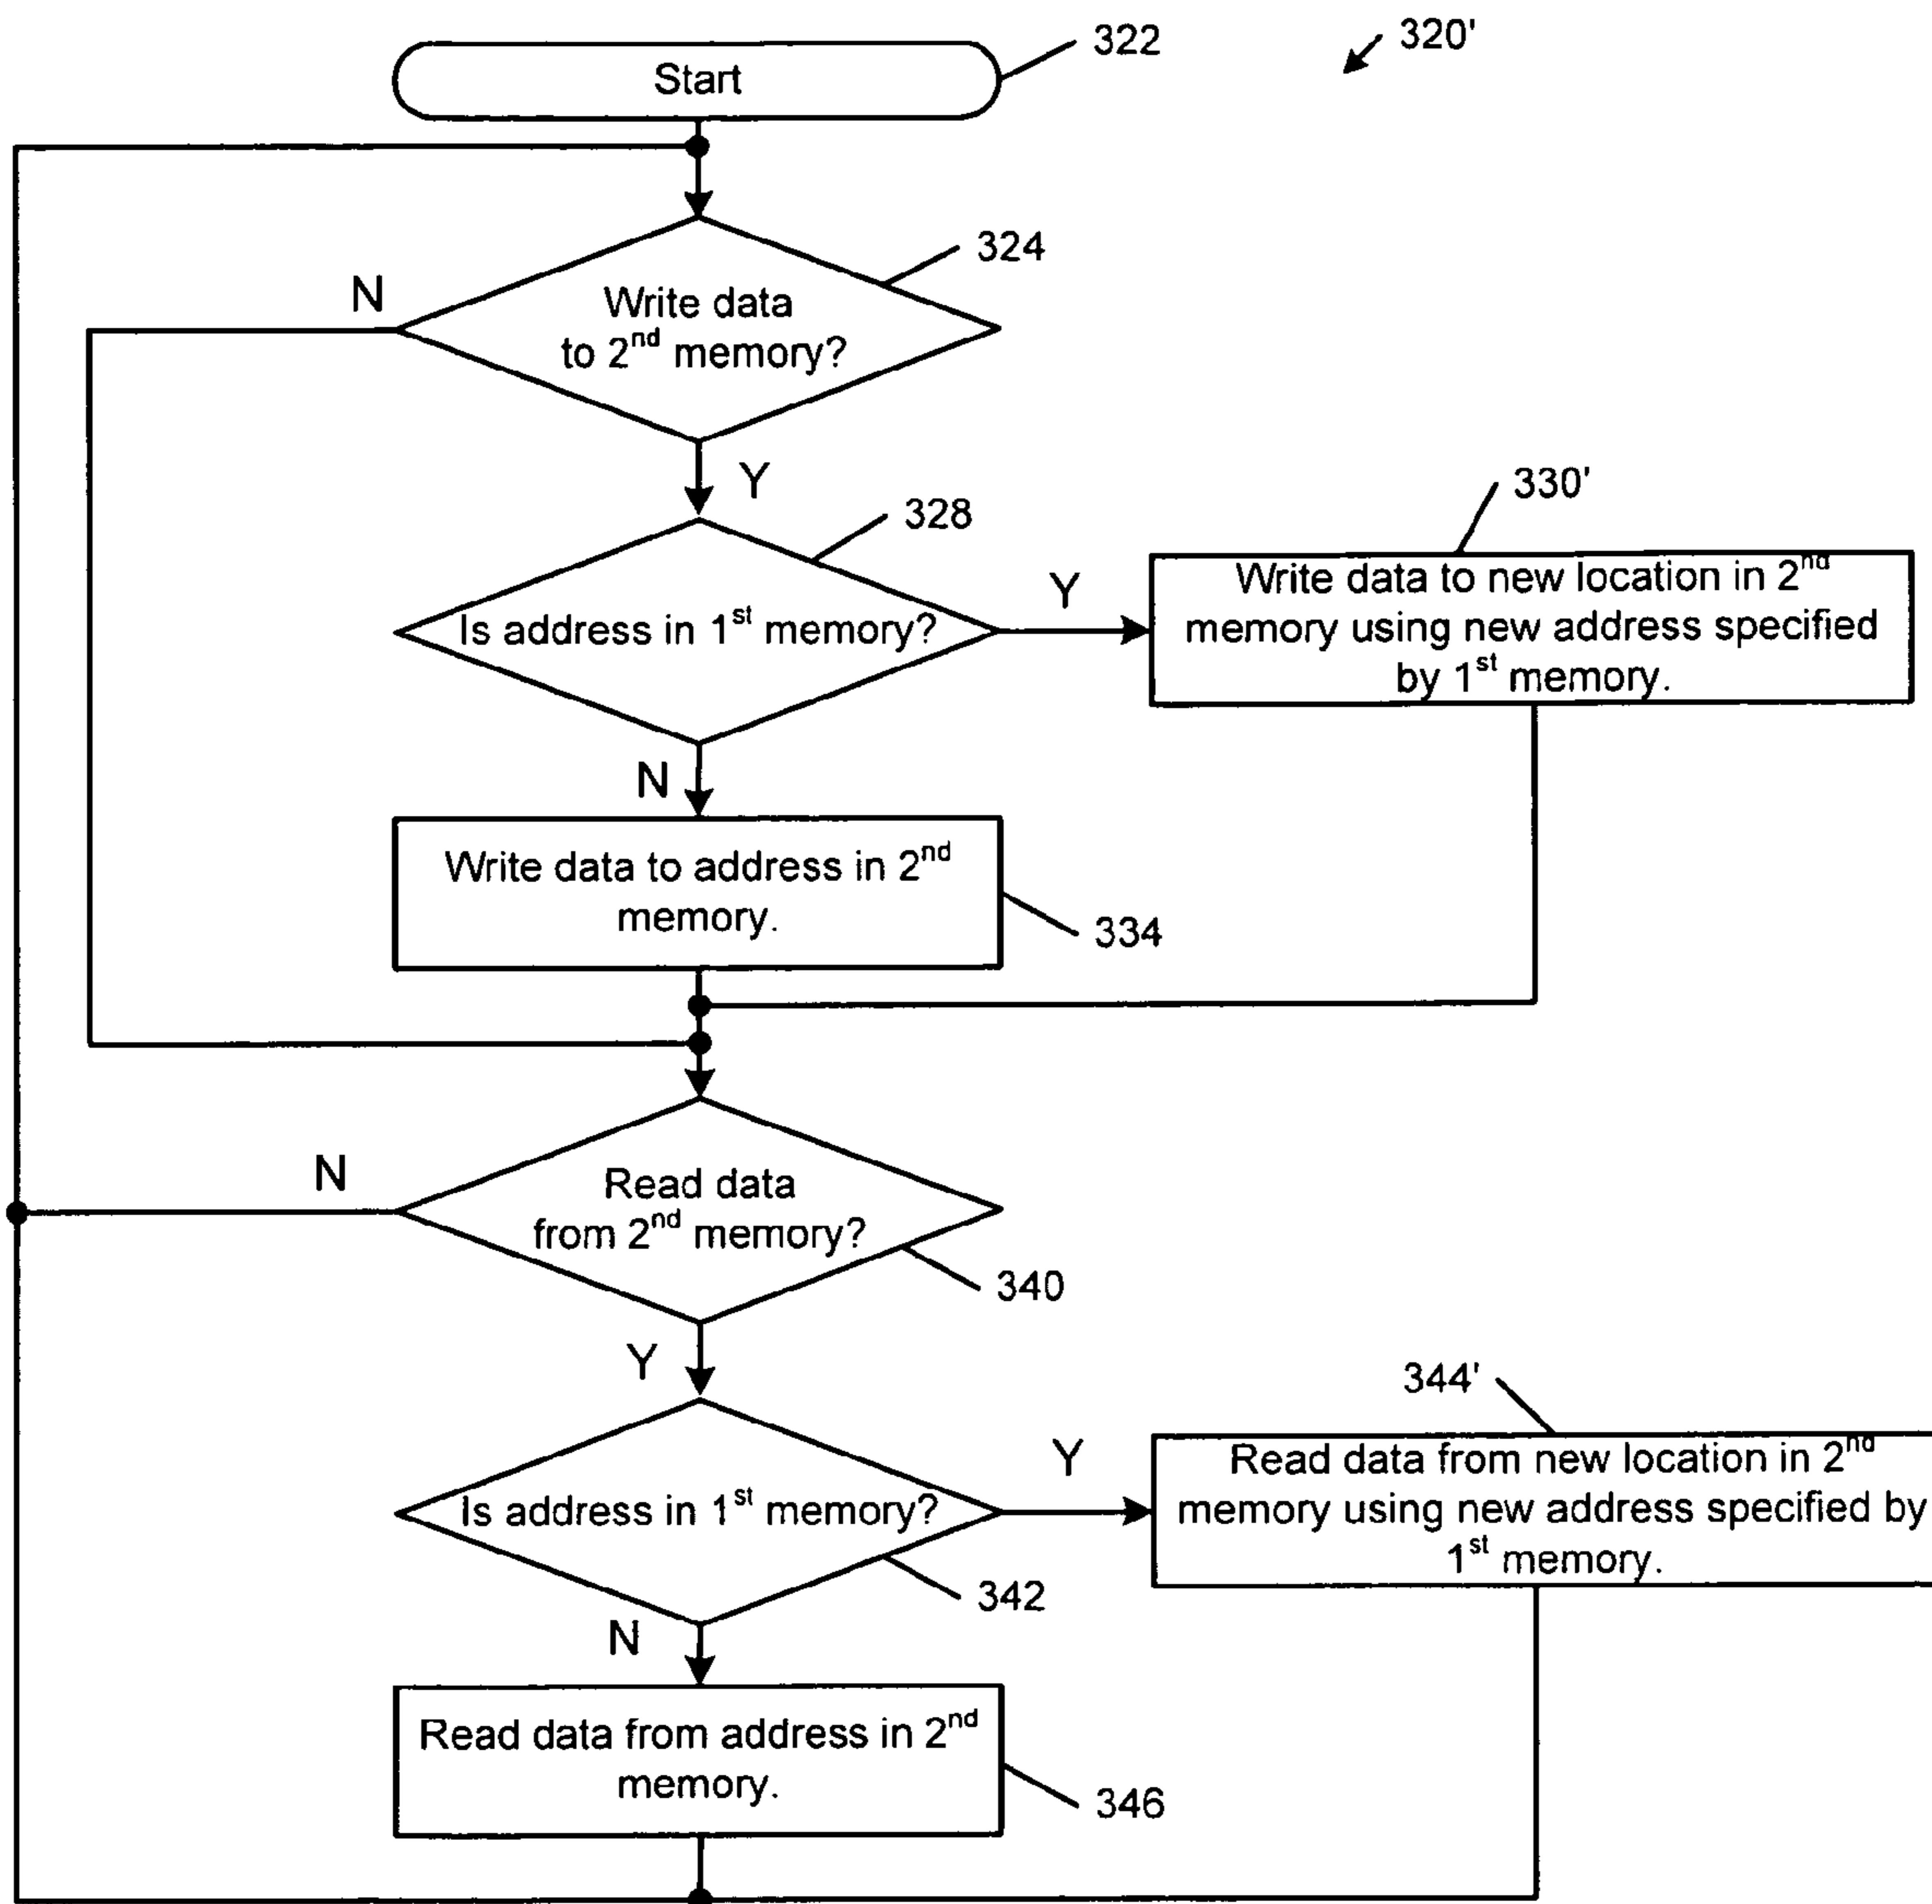 320'
322
Start
324
N
Write data
to 2nd memory?
Y
328
330'
Is address in 1st memory?
Y
Write data to new location in 2nd
memory using new address specified
by 1st memory.
N
Write data to address in 2nd
memory.
334
N
Read data
from 2nd memory?
340
Y
344'
Is address in 1st memory?
Y
Read data from new location in 2nd
memory using new address specified by
1st memory.
342
N
Read data from address in 2nd
memory.
346